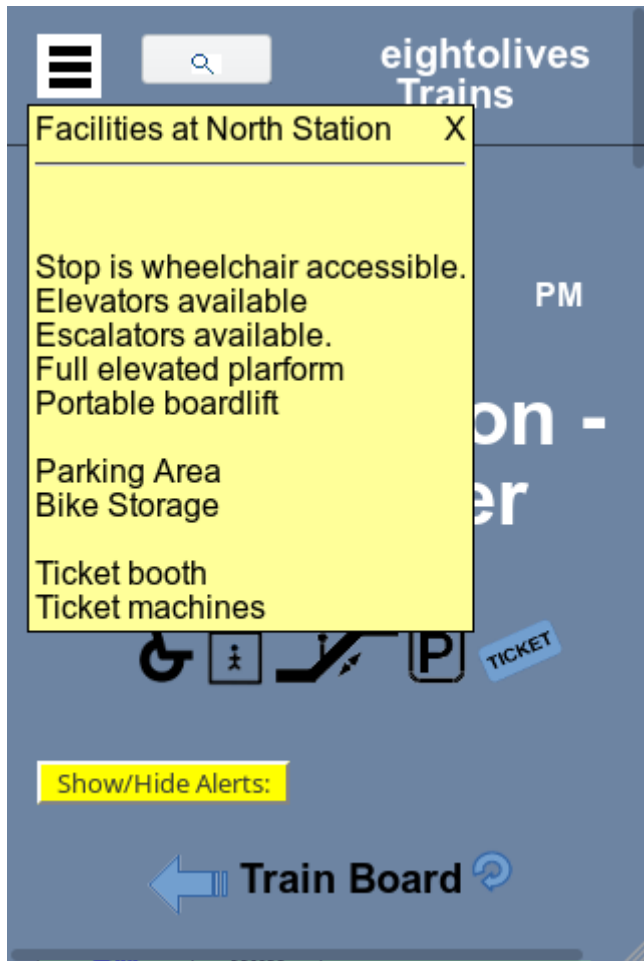 eightolives
Trains
Facilities at North Station X
Stop is wheelchair accessible.
Elevators available
Escalators available.
Full elevated plarform
Portable boardlift
Parking Area
Bike Storage
Ticket booth
Ticket machines
PM
on -
er
P
TICKET
Show/Hide Alerts:
Train Board